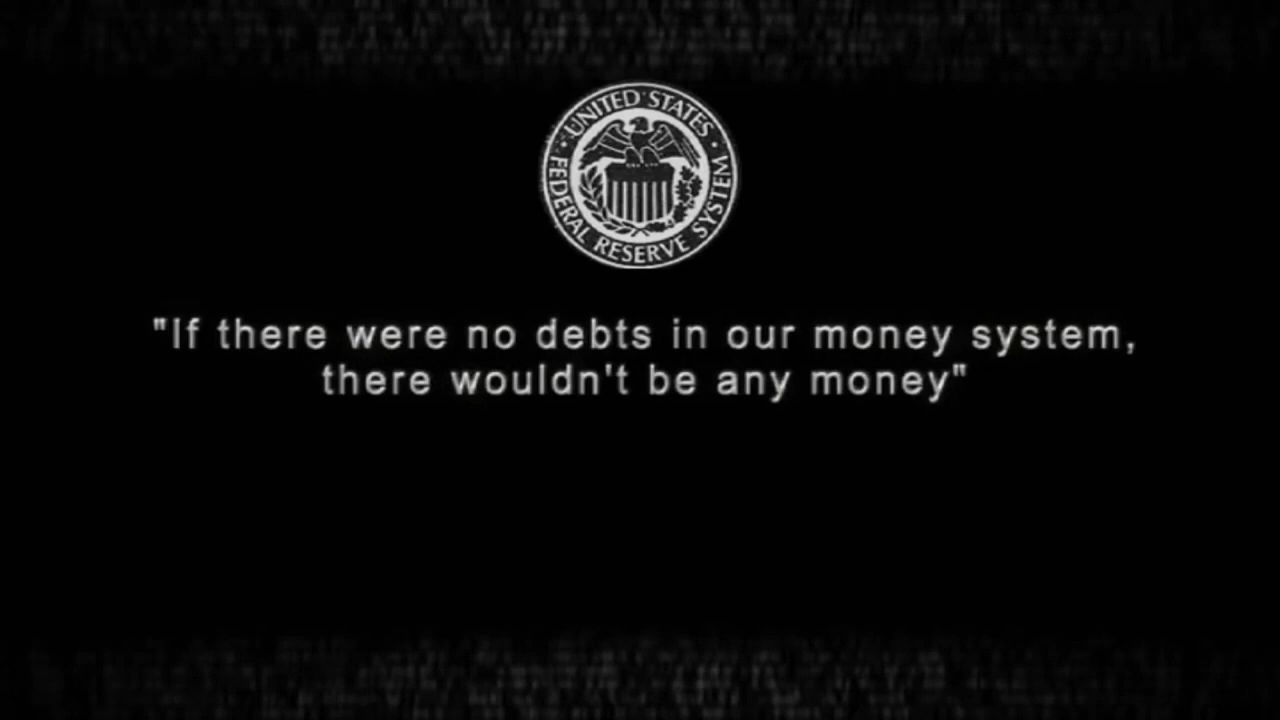 UNITED STATES
FEDERAL RESERVE SYSTEM
"If there were no debts in our money system,
there wouldn't be any money"